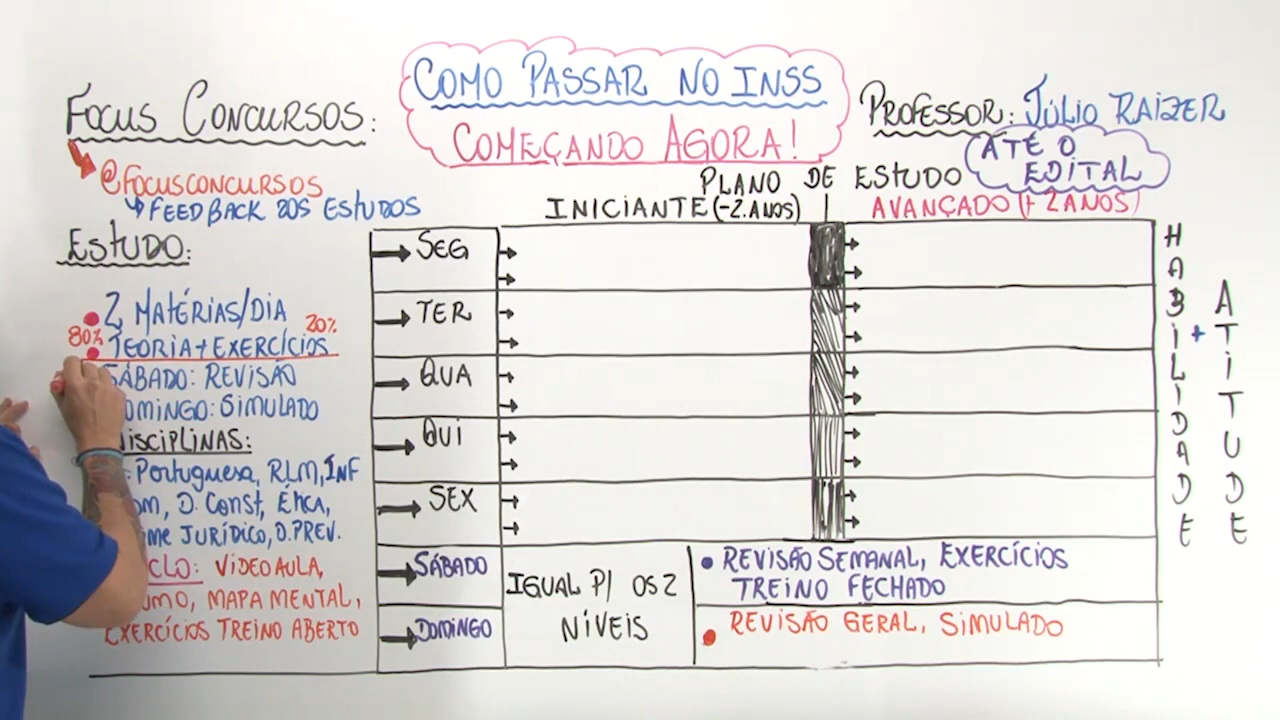 COMO PASSAR NO INSS
COMEÇANDO AGORA!
FOCUS CONCURSOS:
@FOCUSCONCURSOS
FEEDBACK DOS ESTUDOS
PROFESSOR: JÚLIO RAIZER
ATÉ O
EDITAL
PLANO DE ESTUDO
INICIANTE (-2.ANOS)
AVANÇADO (+ 2 ANOS)
ESTUDO:
2 MATÉRIAS/DIA
80%
20%
TEORIA + EXERCÍCIOS
SÁBADO: REVISÃO
DOMINGO: SIMULADO
DISCIPLINAS:
Portuguesa, RLM, INF
D. Const, Ética,
JURÍDICO, D. PREV.
CICLO: VIDEO AULA,
MAPA MENTAL,
EXERCÍCIOS TREINO ABERTO
SEG
TER
QUA
QUI
SEX
SÁBADO
DOMINGO
IGUAL P/ OS 2
NÍVEIS
REVISÃO SEMANAL, EXERCÍCIOS
TREINO FECHADO
REVISÃO GERAL, SIMULADO
HABILIDADE
+
ATITUDE